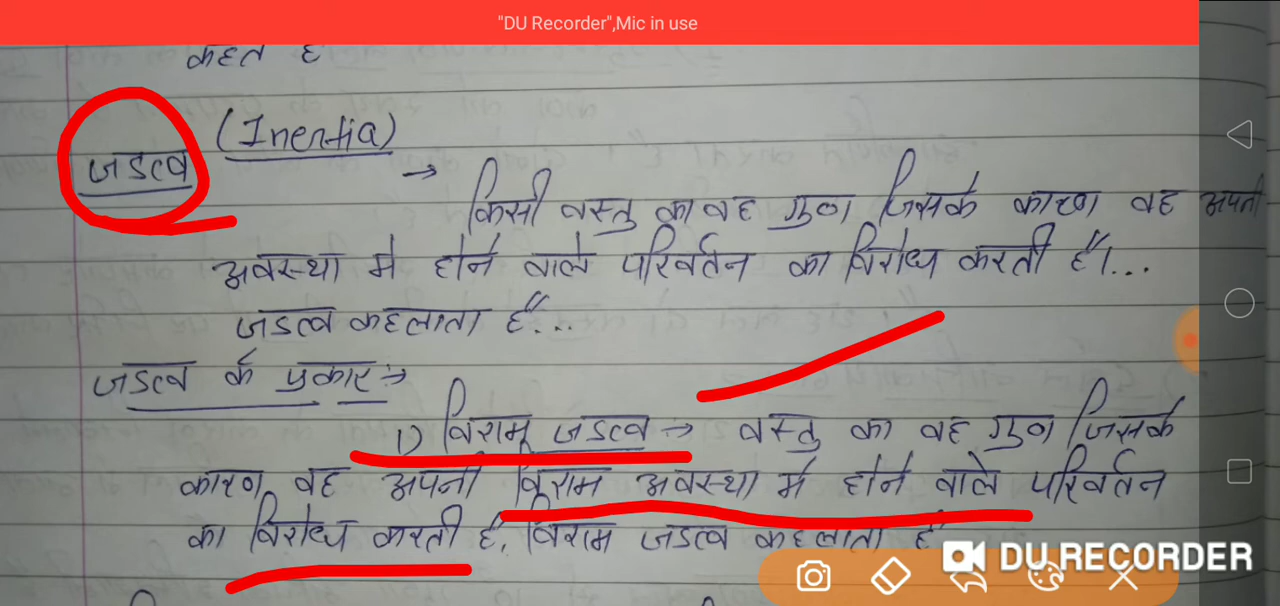 "DU Recorder",Mic in use
कहते है
जडत्व (Inertia)
→ किसी वस्तु का वह गुण जिसके कारण वह अपनी
अवस्था मे होने वाले परिवर्तन का विरोध करती है"।...
जडत्व कहलाता है"...
जडत्व के प्रकार :→
1) विराम जडत्व :→ वस्तु का वह गुण जिसके
कारण वह अपनी विराम अवस्था मे होने वाले परिवर्तन
का विरोध करती है, विराम जडत्व कहलाता है
DU RECORDER